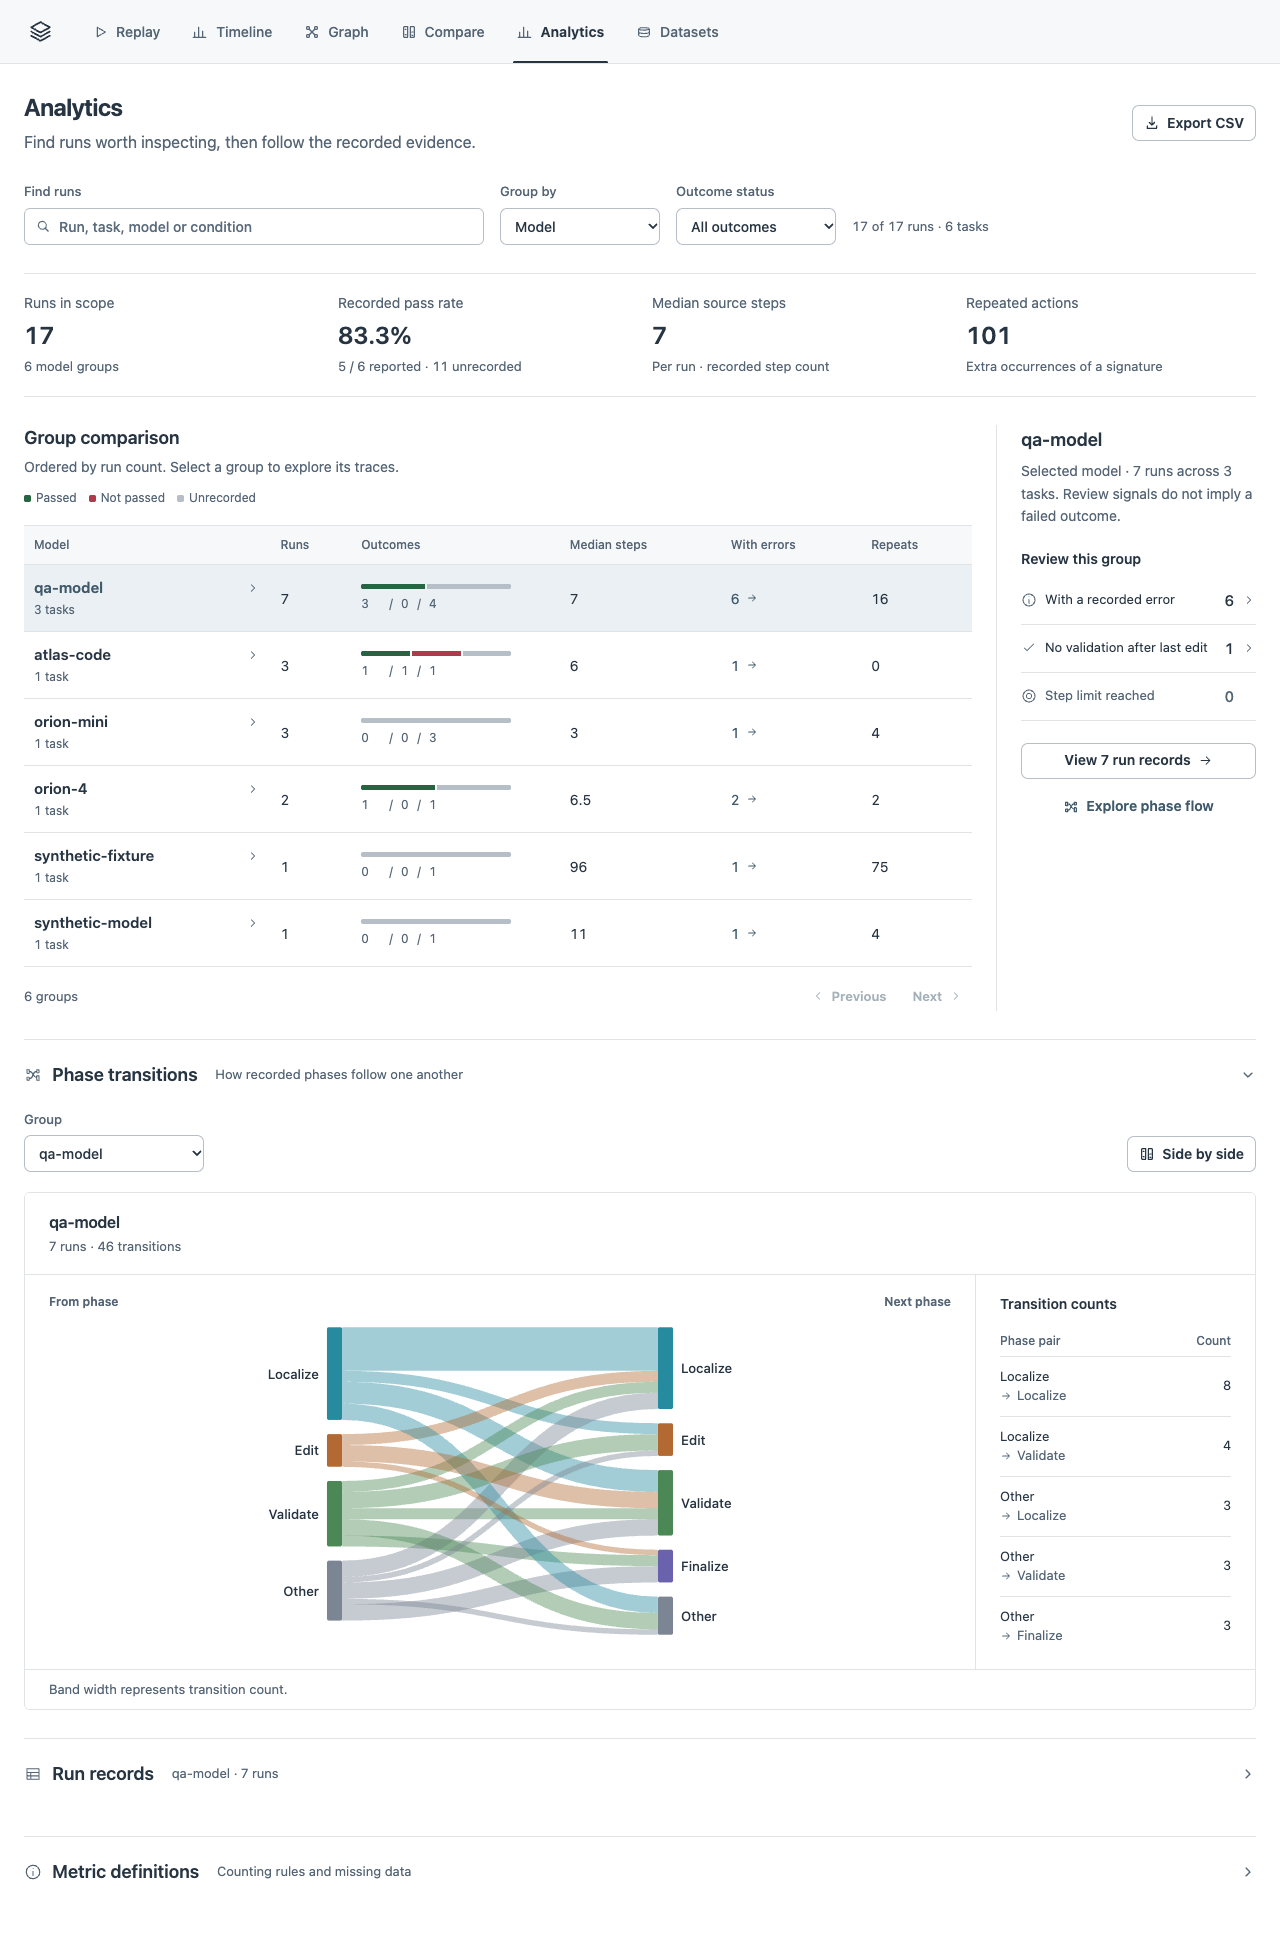 Replay
Timeline
Graph
Compare
Analytics
Datasets
Analytics
Find runs worth inspecting, then follow the recorded evidence.
Export CSV
Find runs
Group by
Outcome status
Run, task, model or condition
Model
All outcomes
17 of 17 runs · 6 tasks
Runs in scope
17
6 model groups
Recorded pass rate
83.3%
5 / 6 reported · 11 unrecorded
Median source steps
7
Per run · recorded step count
Repeated actions
101
Extra occurrences of a signature
Group comparison
Ordered by run count. Select a group to explore its traces.
Passed Not passed Unrecorded
Model Runs Outcomes Median steps With errors Repeats
qa-model
3 tasks
7
3 / 0 / 4
7
6 →
16
atlas-code
1 task
3
1 / 1 / 1
6
1 →
0
orion-mini
1 task
3
0 / 0 / 3
3
1 →
4
orion-4
1 task
2
1 / 0 / 1
6.5
2 →
2
synthetic-fixture
1 task
1
0 / 0 / 1
96
1 →
75
synthetic-model
1 task
1
0 / 0 / 1
11
1 →
4
6 groups
Previous
Next
qa-model
Selected model · 7 runs across 3
tasks. Review signals do not imply a
failed outcome.
Review this group
With a recorded error 6
No validation after last edit 1
Step limit reached 0
View 7 run records →
Explore phase flow
Phase transitions
How recorded phases follow one another
Group
qa-model
Side by side
qa-model
7 runs · 46 transitions
From phase
Next phase
Localize
Edit
Validate
Other
Localize
Edit
Validate
Finalize
Other
Transition counts
Phase pair Count
Localize
→ Localize
8
Localize
→ Validate
4
Other
→ Localize
3
Other
→ Validate
3
Other
→ Finalize
3
Band width represents transition count.
Run records
qa-model · 7 runs
Metric definitions
Counting rules and missing data